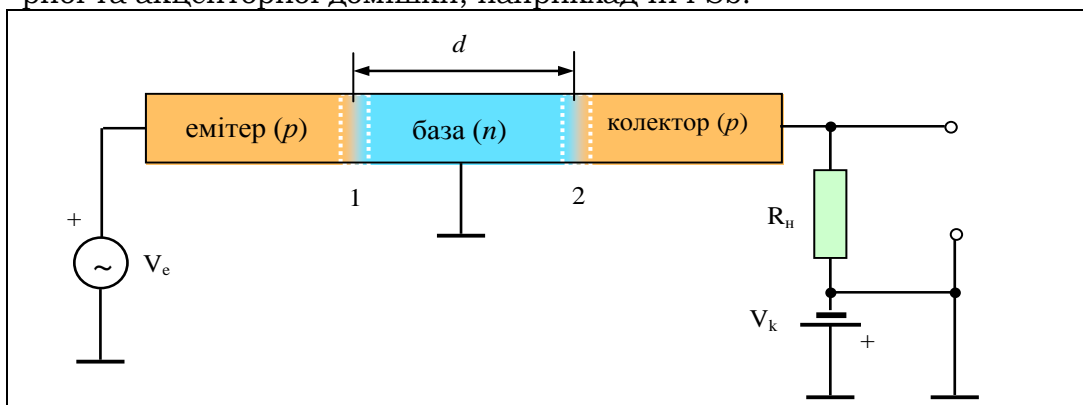 d
емітер (p) база (n) колектор (p)
1 2
+
~ Vₑ
Rн
Vₖ
+